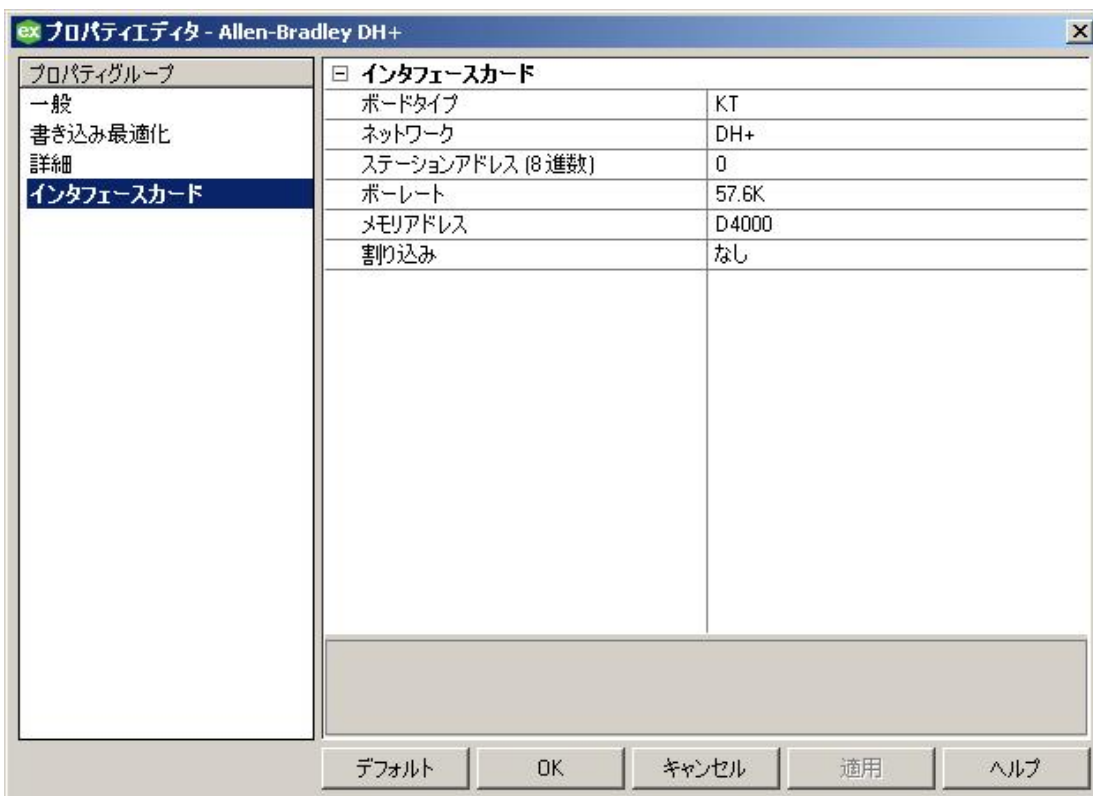 ex プロパティエディタ - Allen-Bradley DH+
プロパティグループ
一般
書き込み最適化
詳細
インタフェースカード
インタフェースカード
ボードタイプ KT
ネットワーク DH+
ステーションアドレス (8 進数) 0
ボーレート 57.6K
メモリアドレス D4000
割り込み なし
デフォルト OK キャンセル 適用 ヘルプ